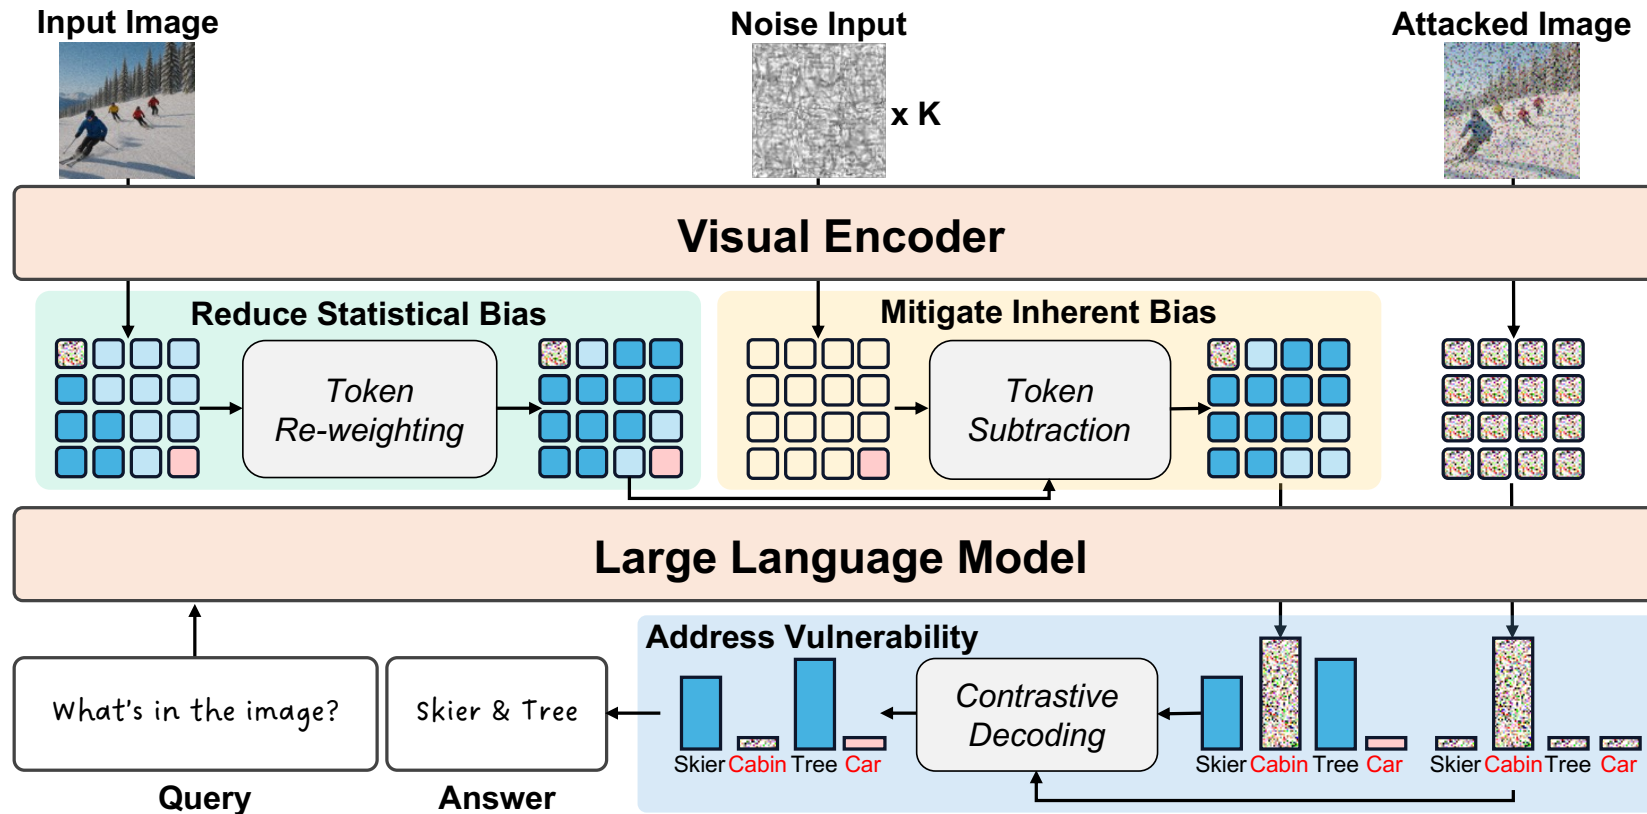 Input Image
Noise Input
Attacked Image
x K
Visual Encoder
Reduce Statistical Bias
Mitigate Inherent Bias
Token
Re-weighting
Token
Subtraction
Large Language Model
Address Vulnerability
What's in the image?
Skier & Tree
Contrastive
Decoding
Skier Cabin Tree Car
Skier Cabin Tree Car
Skier Cabin Tree Car
Query
Answer